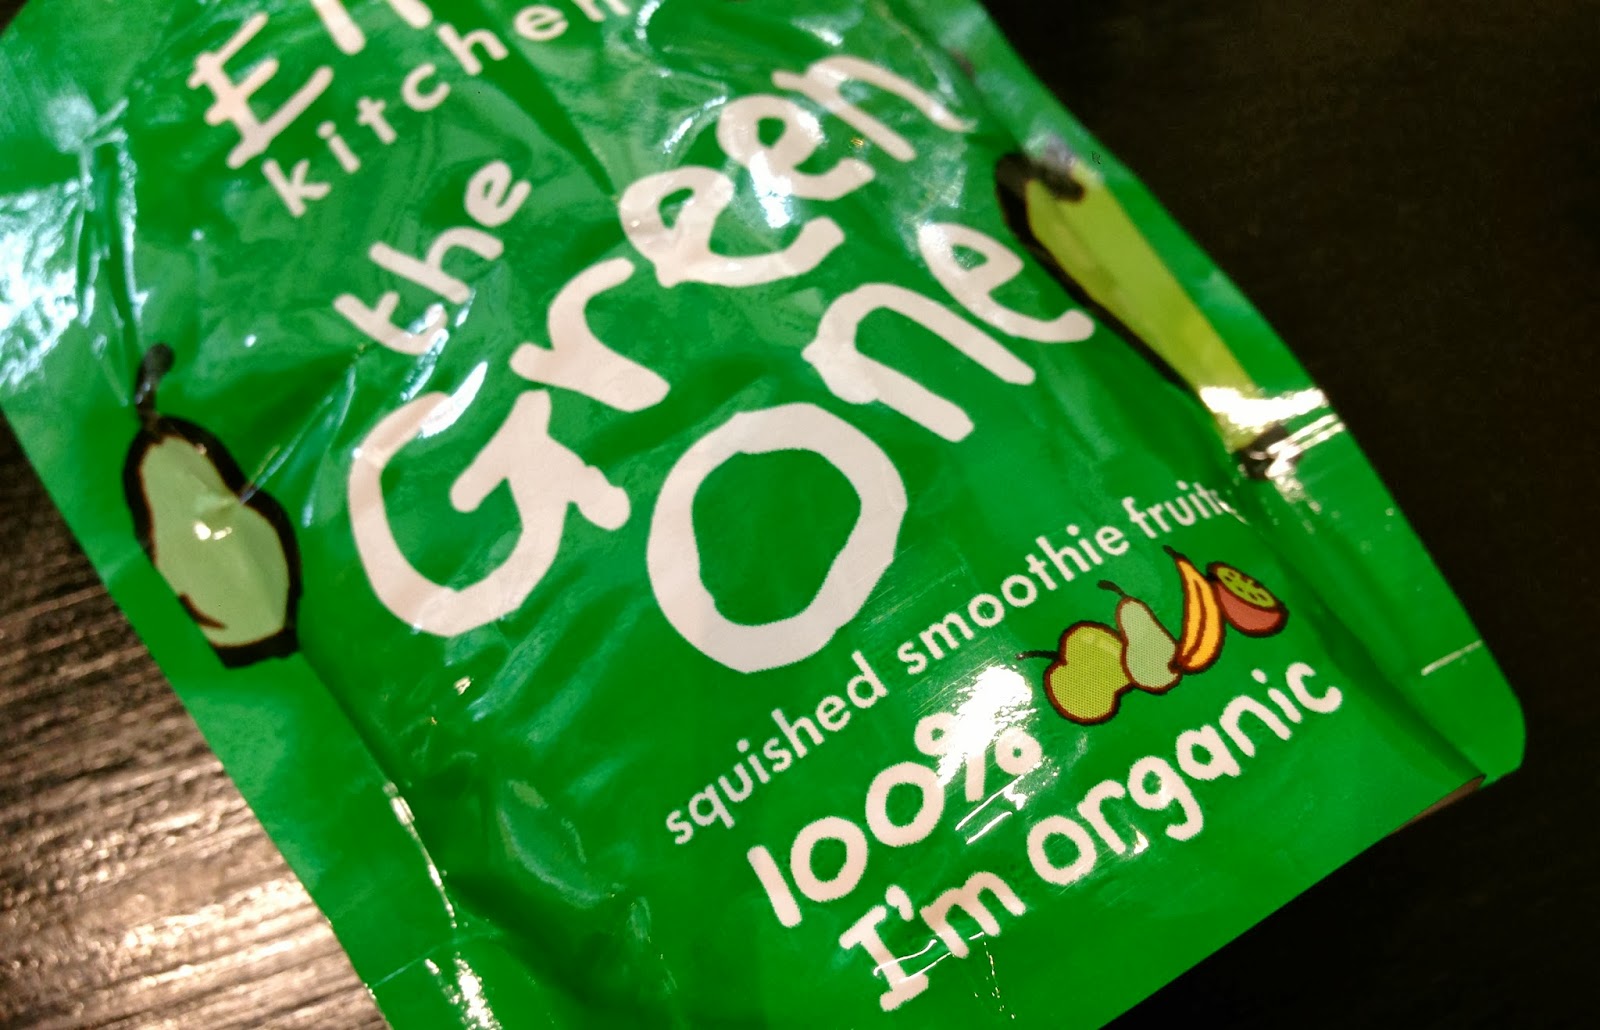 kitchen
the
Green
One
squished smoothie fruits
100%
I'm organic